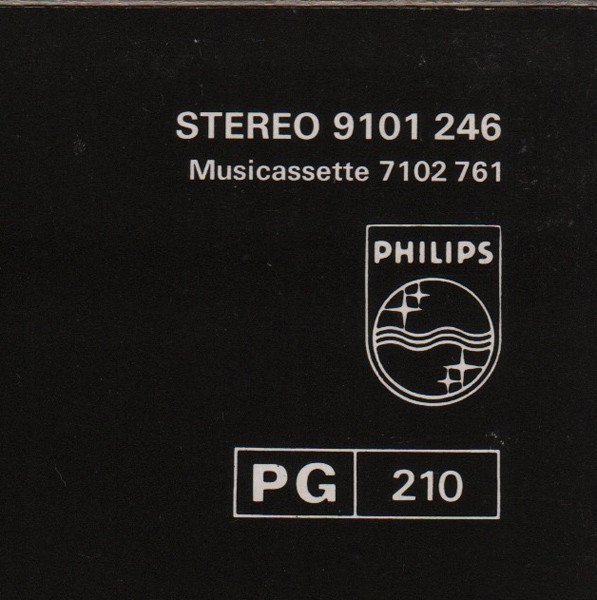 STEREO 9101 246
Musicassette 7102 761
PHILIPS
PG 210